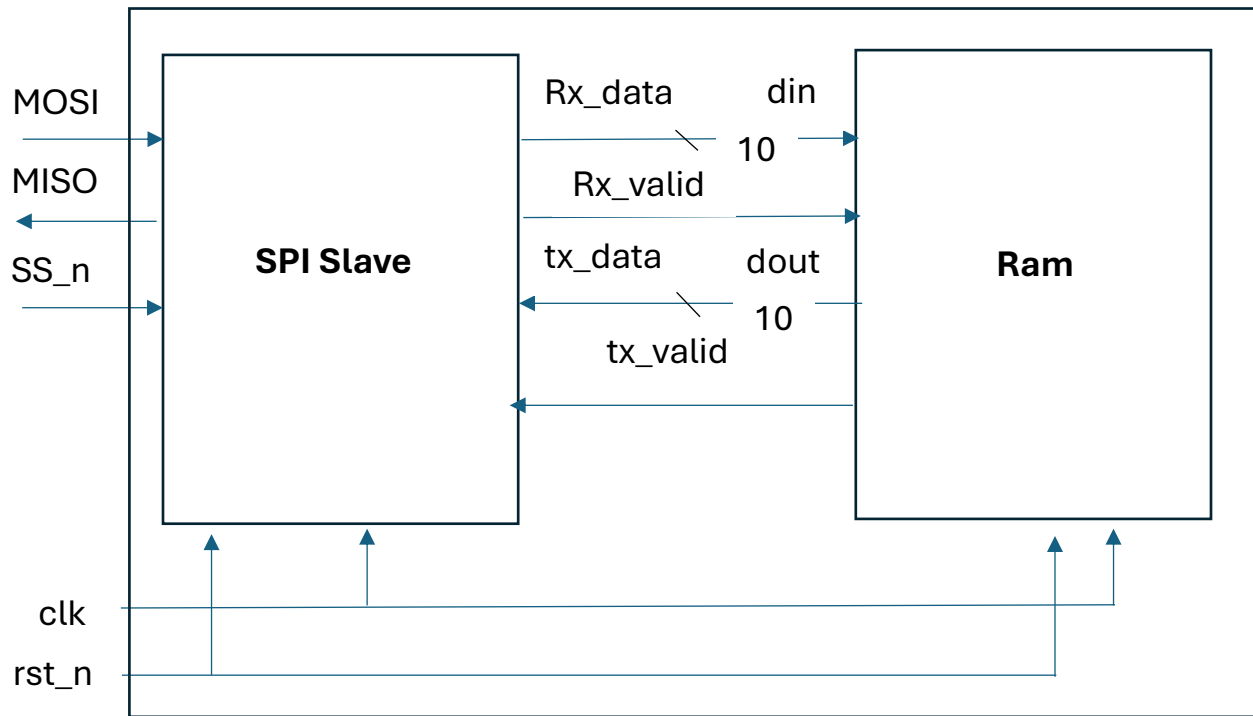 MOSI
MISO
SS_n
SPI Slave
Rx_data din
10
Rx_valid
tx_data dout
10
tx_valid
Ram
clk
rst_n